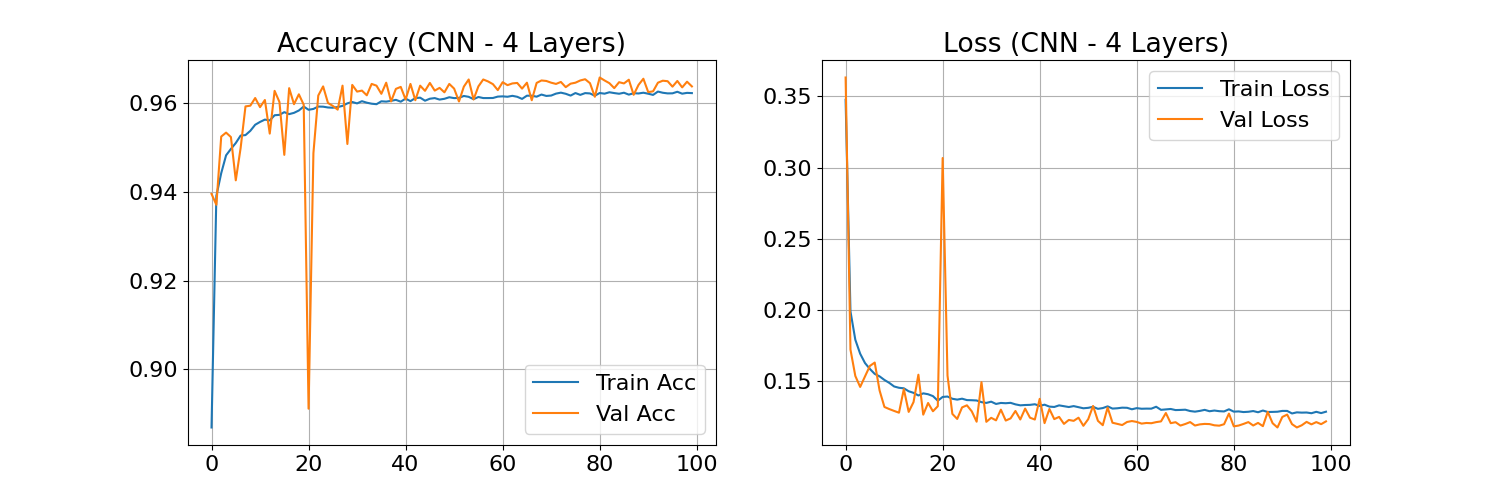 Accuracy (CNN - 4 Layers)
0.96
0.94
0.92
0.90
0 20 40 60 80 100
Train Acc
Val Acc
Loss (CNN - 4 Layers)
0.35
0.30
0.25
0.20
0.15
0 20 40 60 80 100
Train Loss
Val Loss